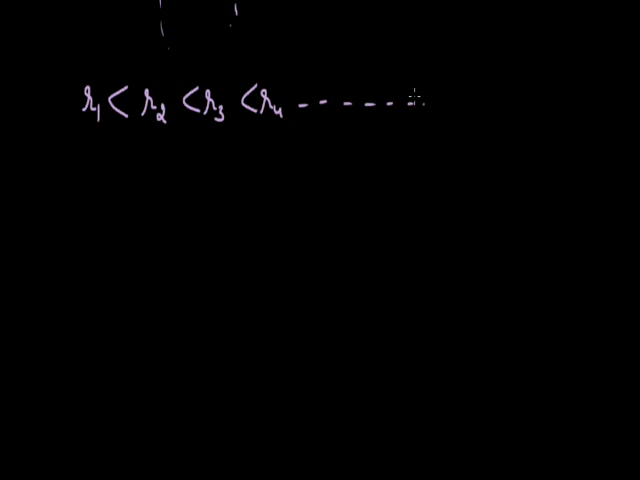 r₁ < r₂ < r₃ < r₄ -------